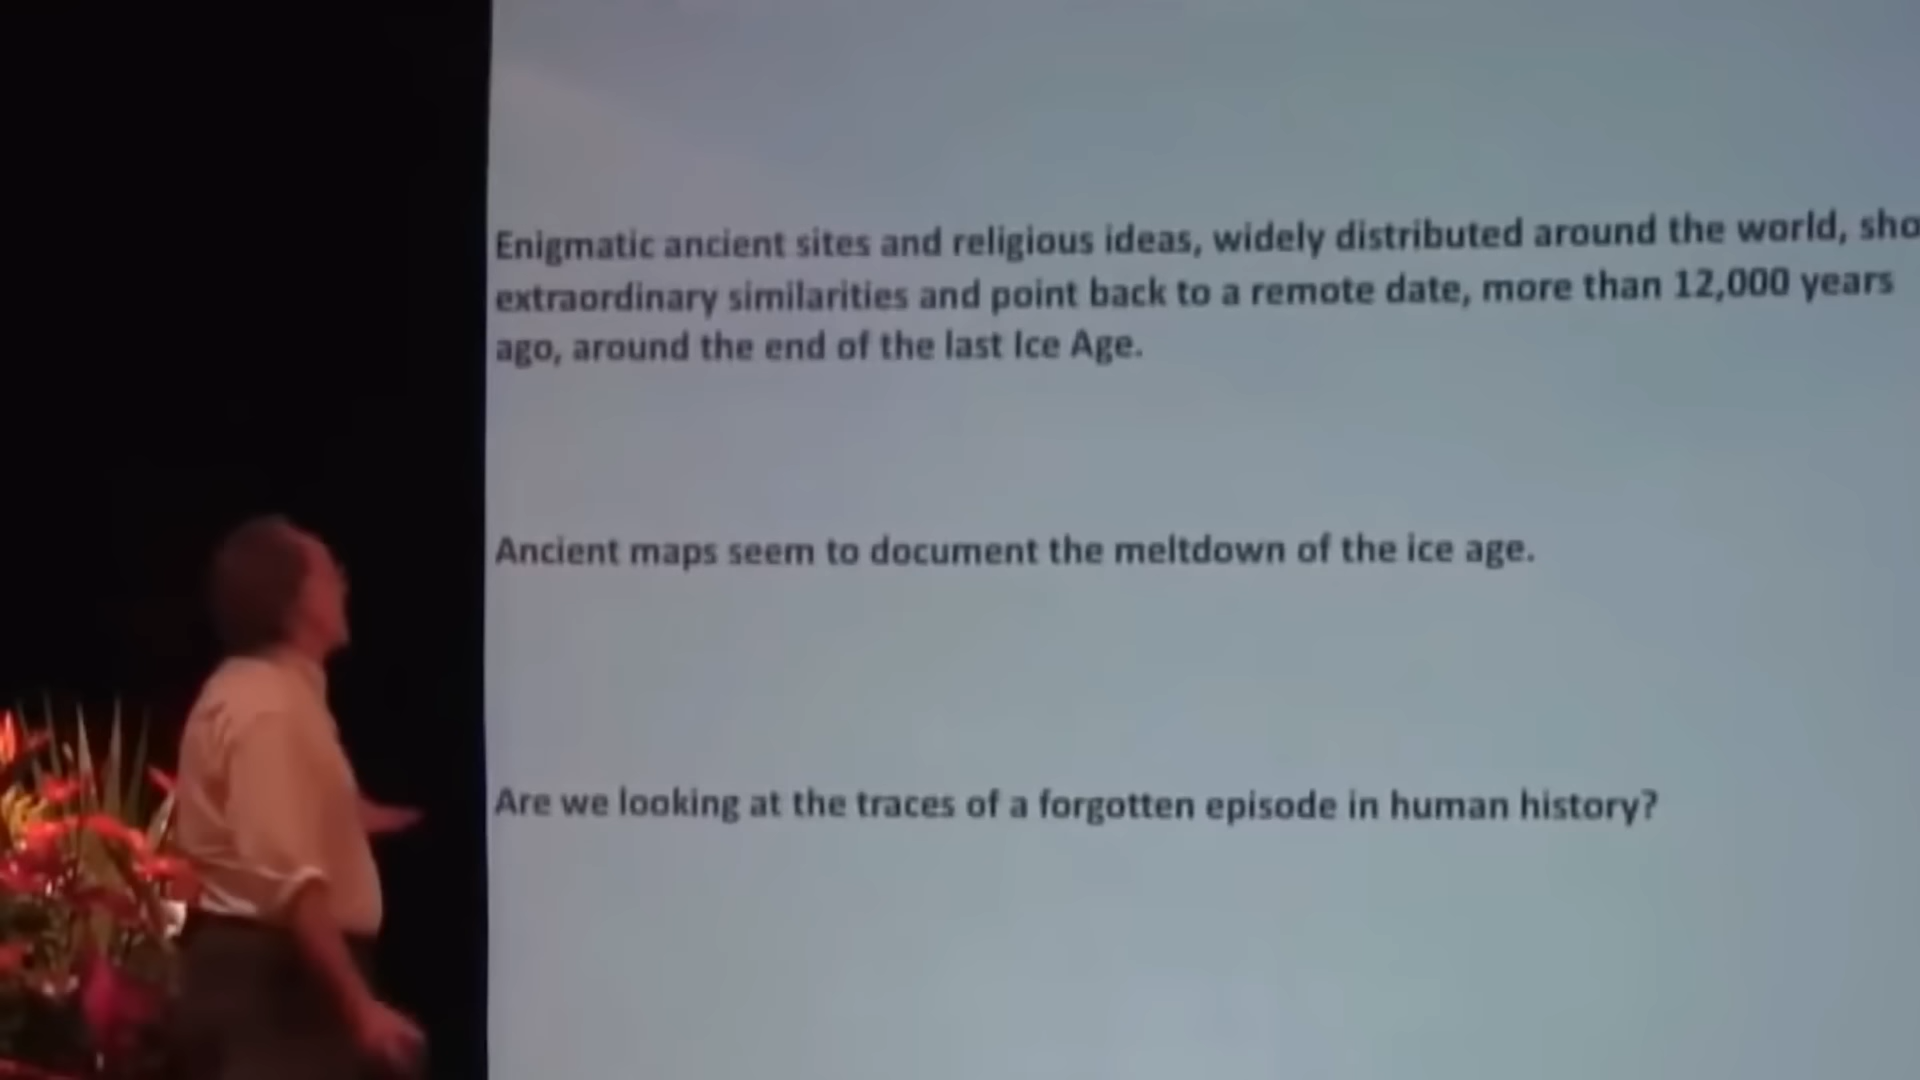 Enigmatic ancient sites and religious ideas, widely distributed around the world, sho
extraordinary similarities and point back to a remote date, more than 12,000 years
ago, around the end of the last Ice Age.
Ancient maps seem to document the meltdown of the ice age.
Are we looking at the traces of a forgotten episode in human history?